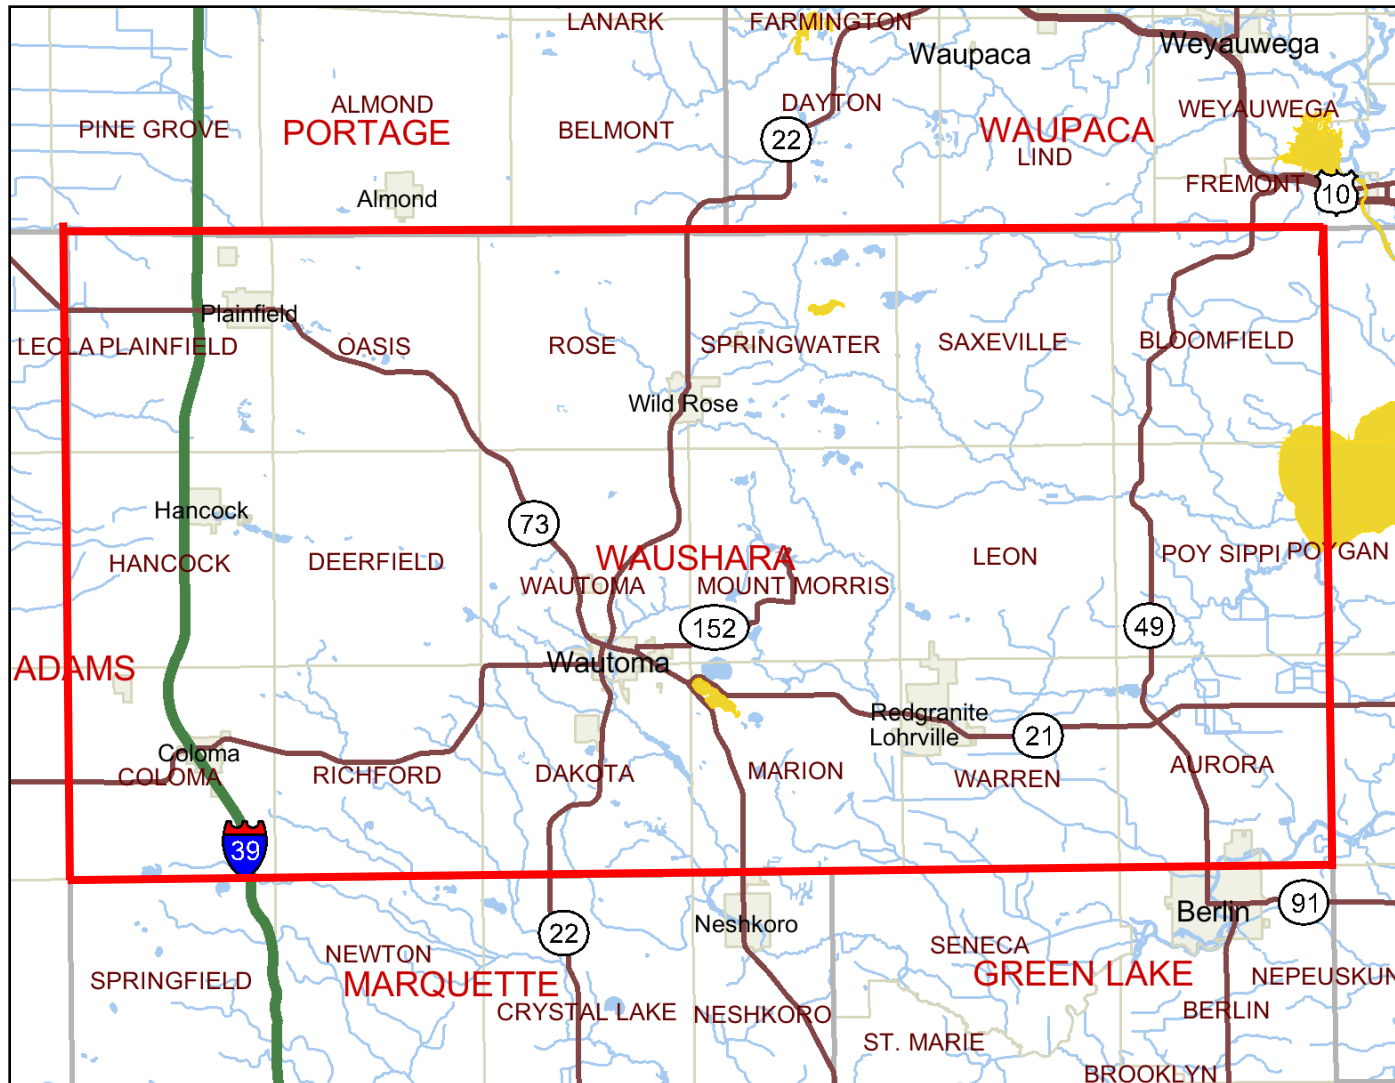 LANARK
FARMINGTON
Waupaca
Weyauwega
ALMOND
DAYTON
WEYAUWEGA
PINE GROVE
PORTAGE
BELMONT
22
WAUPACA
LIND
FREMONT
10
Almond
Plainfield
LEOLA
PLAINFIELD
OASIS
ROSE
SPRINGWATER
SAXEVILLE
BLOOMFIELD
Wild Rose
Hancock
73
HANCOCK
DEERFIELD
WAUSHARA
LEON
POY SIPPI
POYGAN
WAUTOMA
MOUNT MORRIS
152
49
ADAMS
Wautoma
Redgranite
Lohrville
21
Coloma
COLOMA
RICHFORD
DAKOTA
MARION
WARREN
AURORA
39
Neshkoro
Berlin
91
22
NEWTON
SENECA
SPRINGFIELD
MARQUETTE
GREEN LAKE
NEPEUSKUN
CRYSTAL LAKE
NESHKORO
BERLIN
ST. MARIE
BROOKLYN